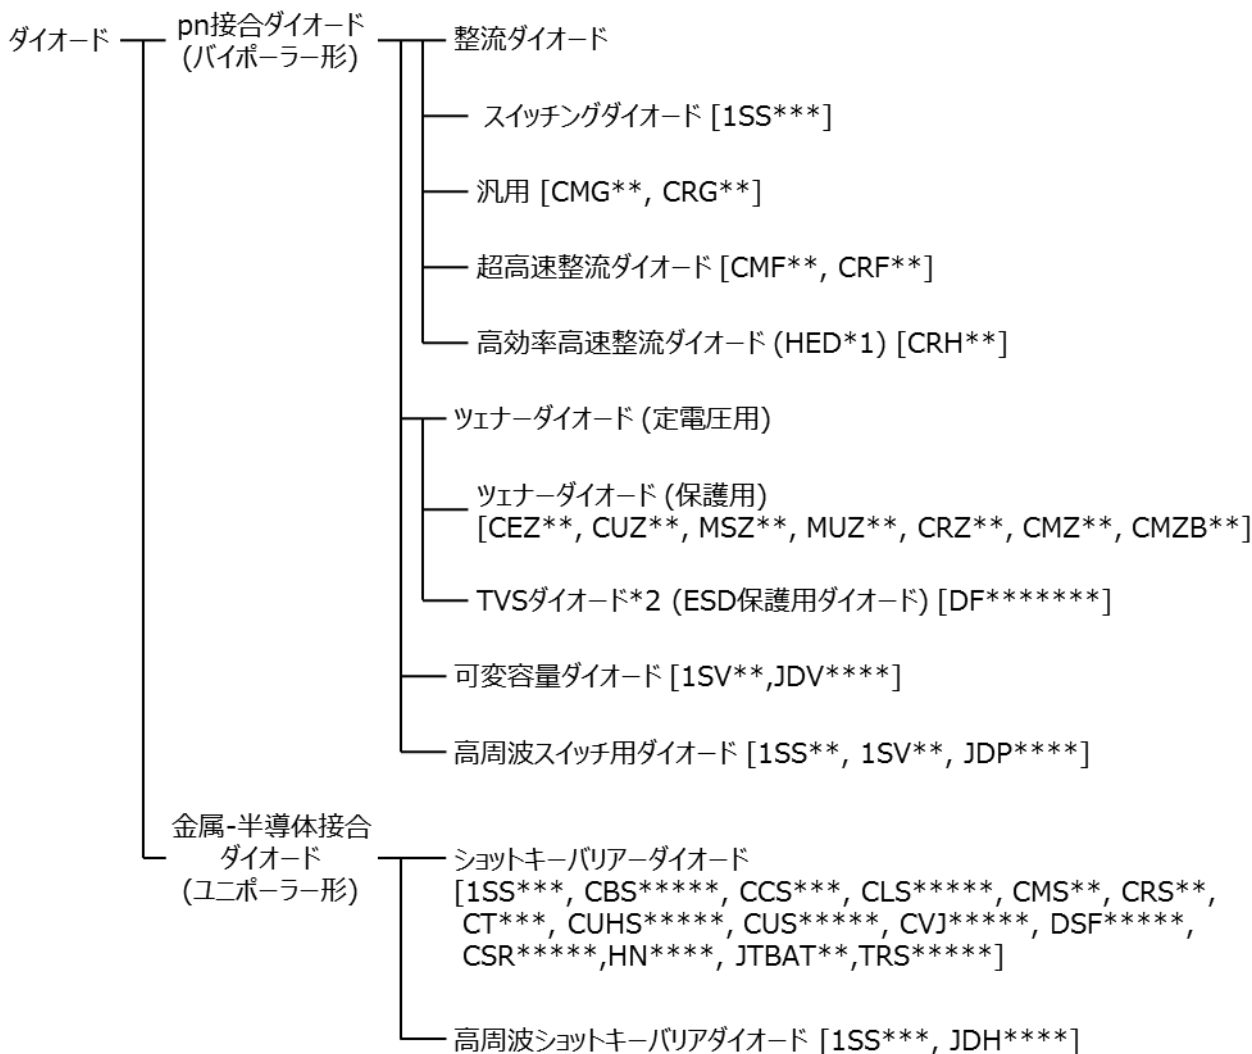 ダイオード
pn接合ダイオード
(バイポーラー形)
整流ダイオード
スイッチングダイオード [1SS***]
汎用 [CMG**, CRG**]
超高速整流ダイオード [CMF**, CRF**]
高効率高速整流ダイオード (HED*1) [CRH**]
ツェナーダイオード (定電圧用)
ツェナーダイオード (保護用)
[CEZ**, CUZ**, MSZ**, MUZ**, CRZ**, CMZ**, CMZB**]
TVSダイオード*2 (ESD保護用ダイオード) [DF*******]
可変容量ダイオード [1SV**,JDV****]
高周波スイッチ用ダイオード [1SS**, 1SV**, JDP****]
金属-半導体接合
ダイオード
(ユニポーラー形)
ショットキーバリアーダイオード
[1SS***, CBS*****, CCS***, CLS*****, CMS**, CRS**,
CT***, CUHS*****, CUS*****, CVJ*****, DSF*****,
CSR*****,HN****, JTBAT**,TRS*****]
高周波ショットキーバリアダイオード [1SS***, JDH****]